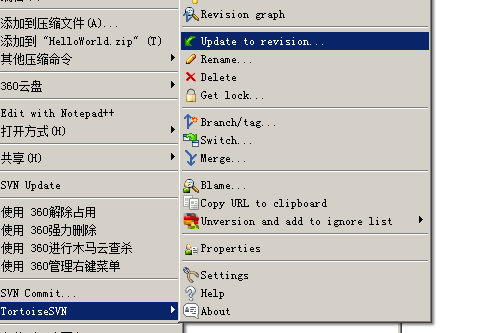 添加到压缩文件(A)...
添加到 "HelloWorld.zip" (T)
其他压缩命令
360云盘
Edit with Notepad++
打开方式(H)
共享(H)
SVN Update
使用 360解除占用
使用 360强力删除
使用 360进行木马云查杀
使用 360管理右键菜单
SVN Commit...
TortoiseSVN
Revision graph
Update to revision...
Rename...
Delete
Get lock...
Branch/tag...
Switch...
Merge...
Blame...
Copy URL to clipboard
Unversion and add to ignore list
Properties
Settings
Help
About